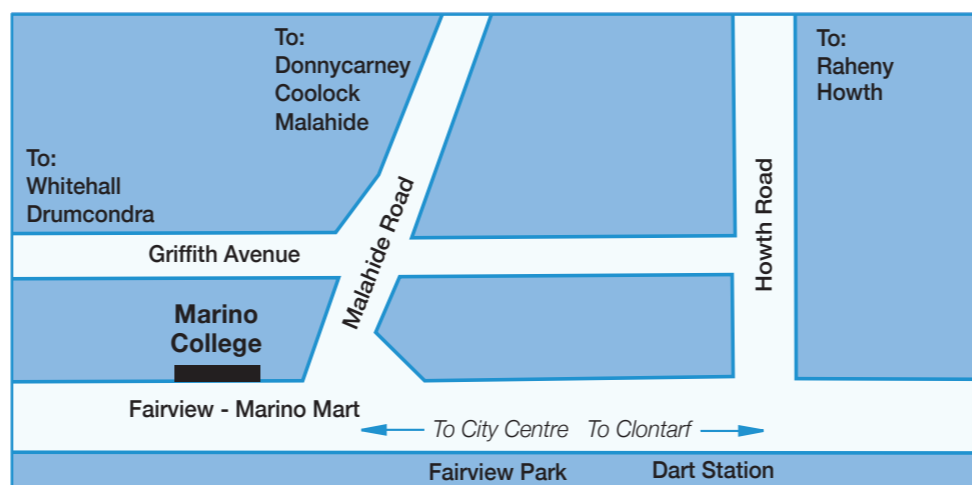 To:
Donnycarney
Coolock
Malahide
To:
Raheny
Howth
To:
Whitehall
Drumcondra
Griffith Avenue
Malahide Road
Howth Road
Marino
College
Fairview - Marino Mart
To City Centre
To Clontarf
Fairview Park
Dart Station